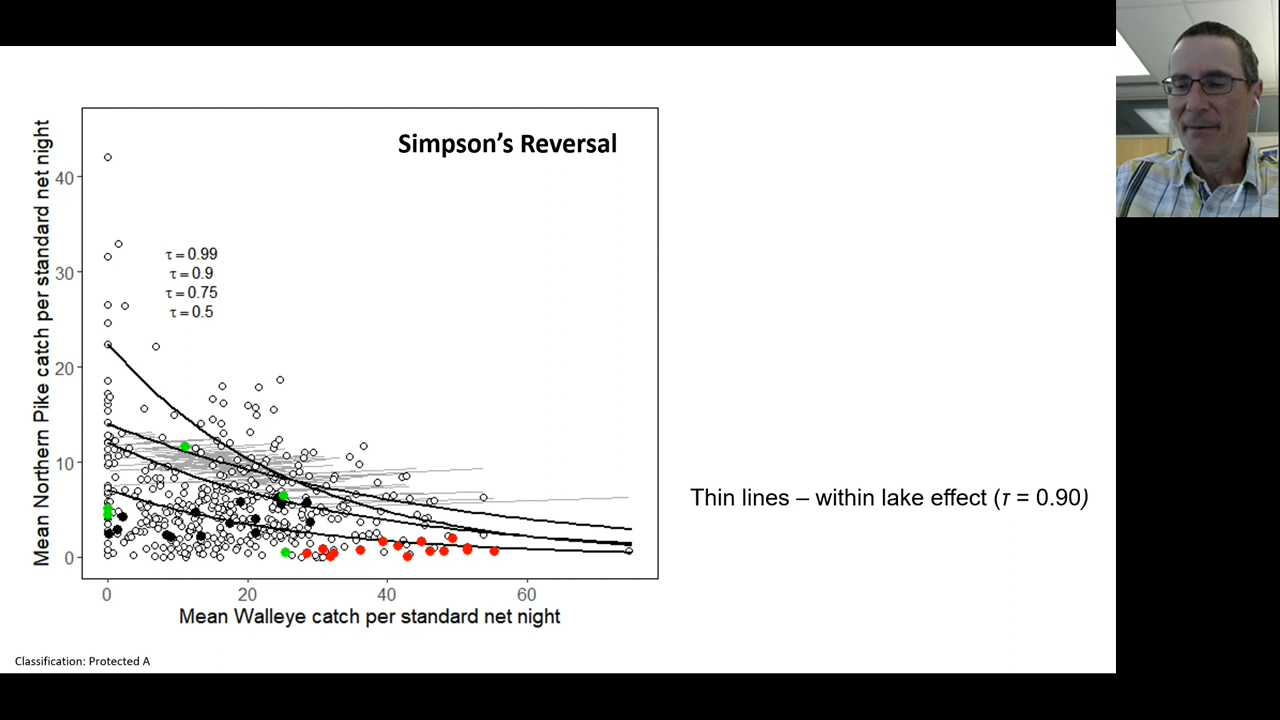 Simpson's Reversal
Mean Northern Pike catch per standard net night
40
30
20
10
0
τ = 0.99
τ = 0.9
τ = 0.75
τ = 0.5
0 20 40 60
Mean Walleye catch per standard net night
Thin lines – within lake effect (τ = 0.90)
Classification: Protected A